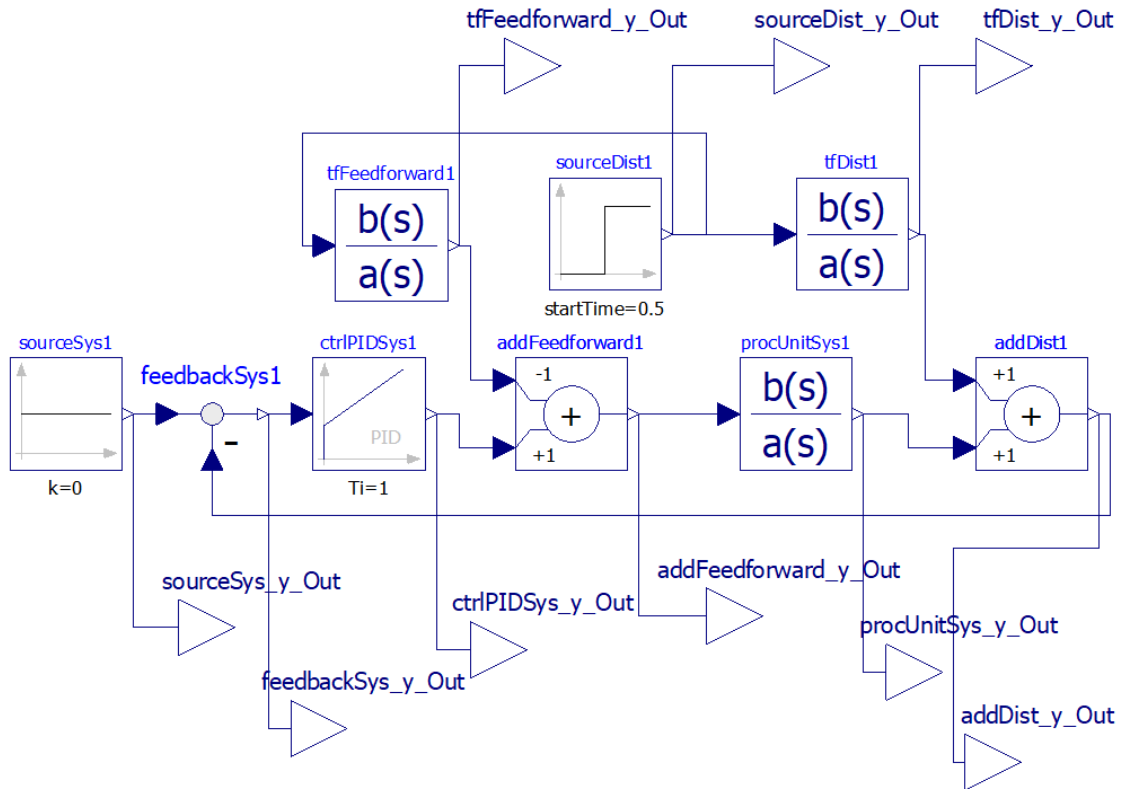 tfFeedforward_y_Out
sourceDist_y_Out
tfDist_y_Out
tfFeedforward1
b(s)
a(s)
sourceDist1
startTime=0.5
tfDist1
b(s)
a(s)
sourceSys1
k=0
feedbackSys1
-
ctrlPIDSys1
PID
Ti=1
addFeedforward1
-1
+
+1
procUnitSys1
b(s)
a(s)
addDist1
+1
+
+1
sourceSys_y_Out
feedbackSys_y_Out
ctrlPIDSys_y_Out
addFeedforward_y_Out
procUnitSys_y_Out
addDist_y_Out